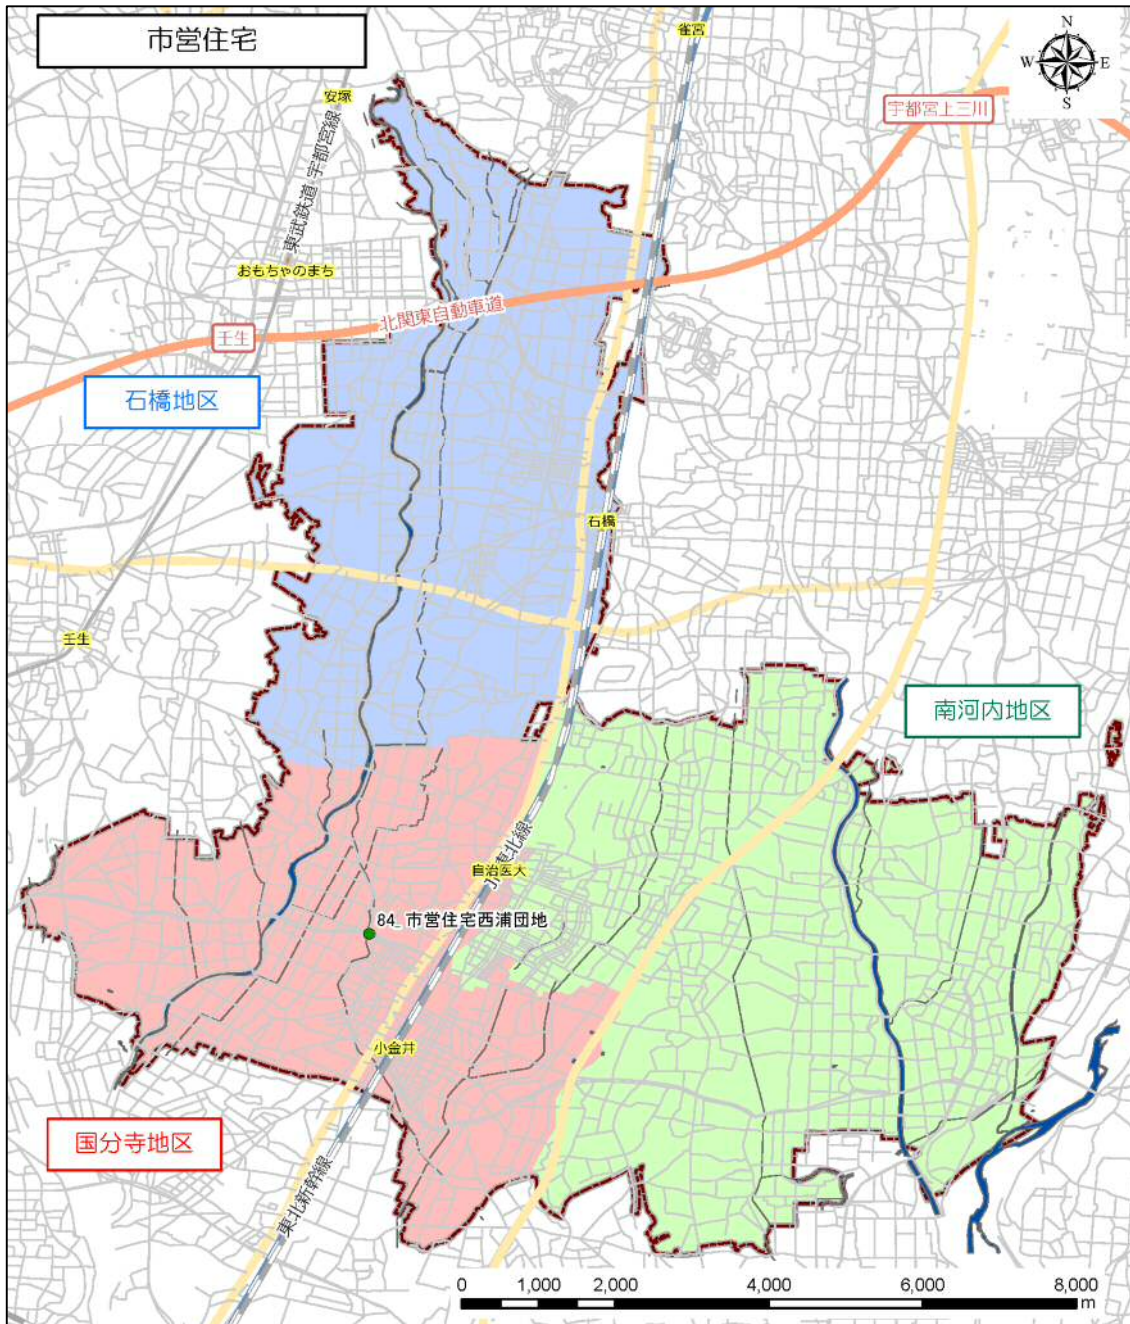 市営住宅
雀宮
N
W E
S
安塚
宇都宮上三川
東武鉄道 宇都宮線
おもちゃのまち
北関東自動車道
壬生
石橋地区
石橋
壬生
南河内地区
JR東北線
自治医大
84_市営住宅西浦団地
小金井
国分寺地区
東北新幹線
0 1,000 2,000 4,000 6,000 8,000
m